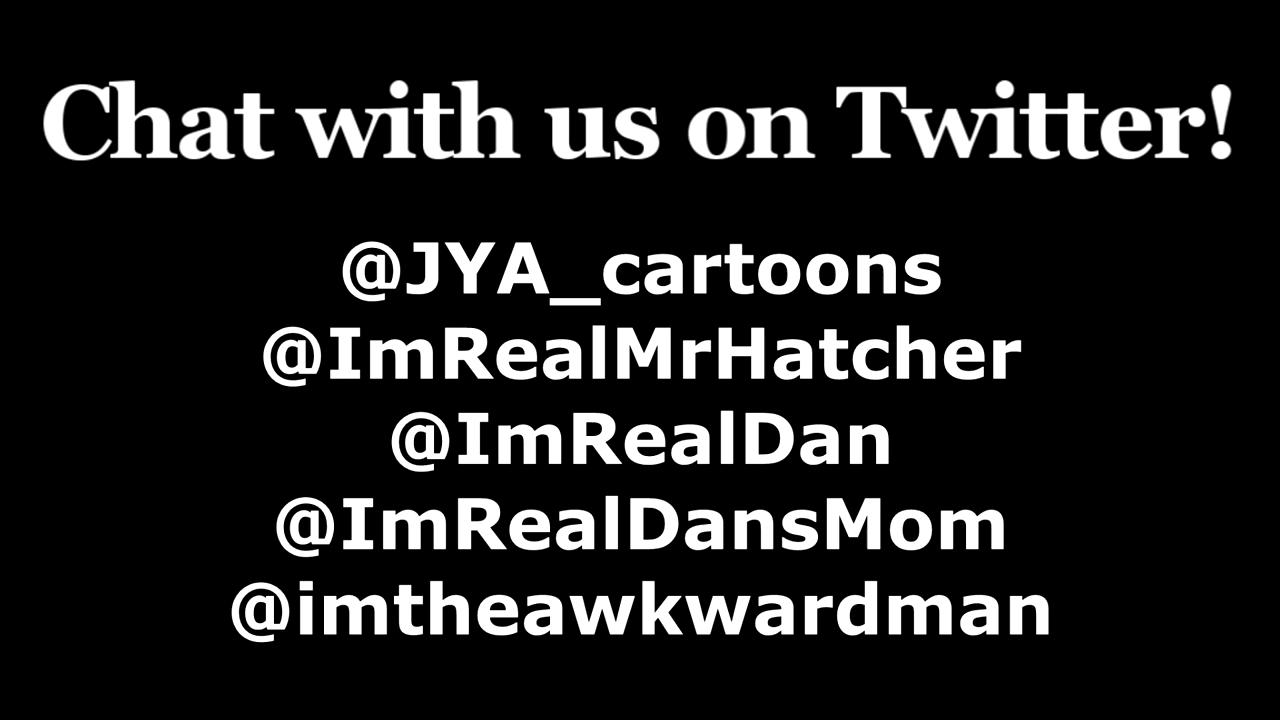 Chat with us on Twitter!
@JYA_cartoons
@ImRealMrHatcher
@ImRealDan
@ImRealDansMom
@imtheawkwardman